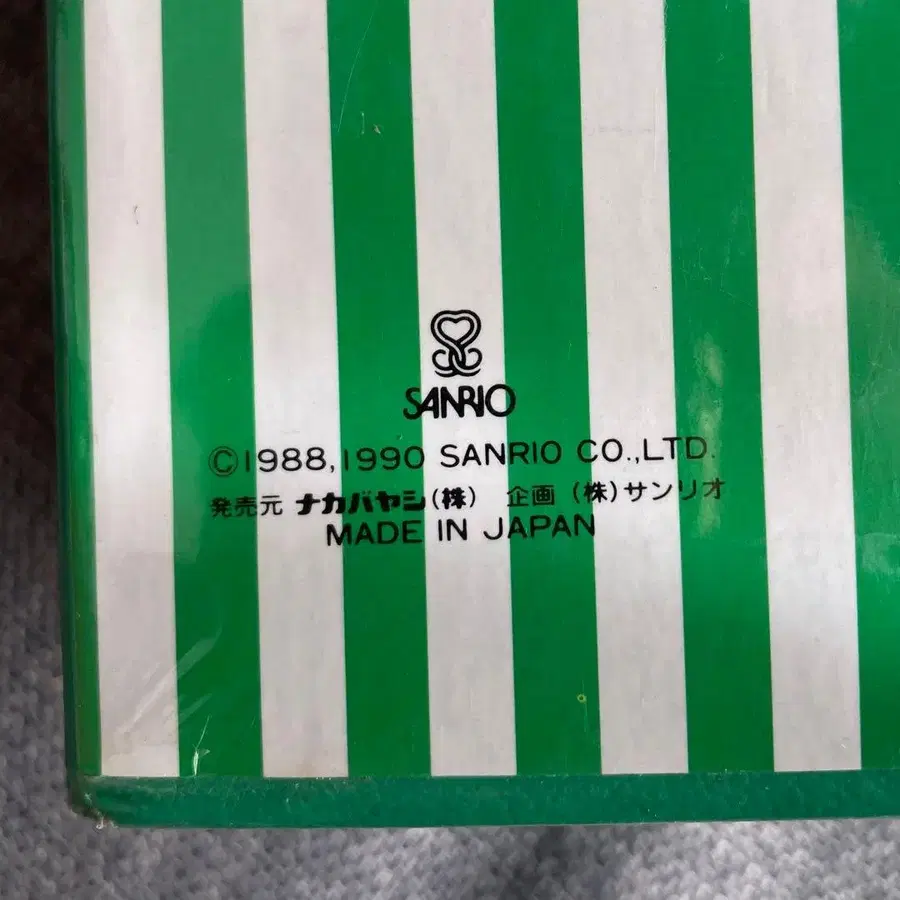 SANRIO
©1988,1990 SANRIO CO.,LTD.
発売元 ナカバヤシ(株) 企画 (株)サンリオ
MADE IN JAPAN